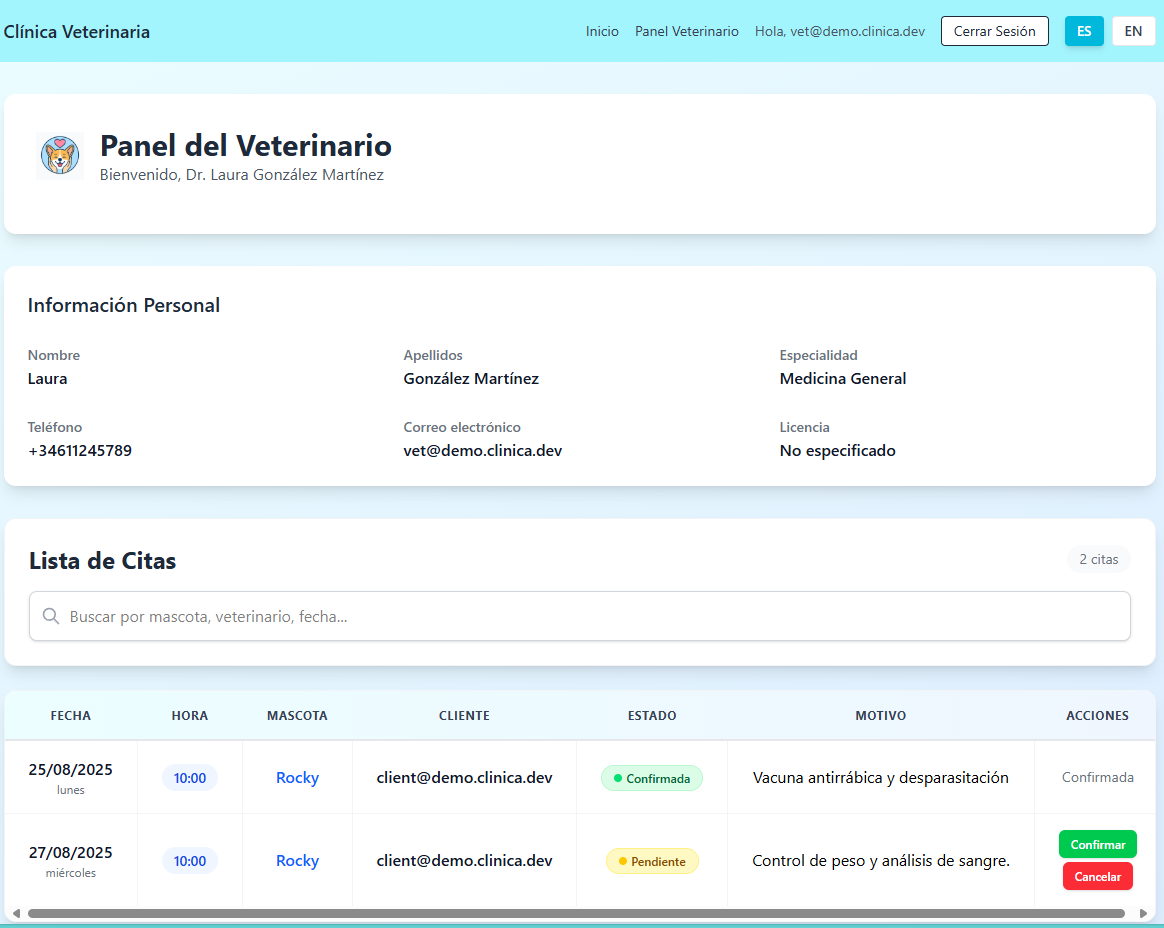 Clínica Veterinaria
Inicio Panel Veterinario Hola, vet@demo.clinica.dev Cerrar Sesión ES EN
Panel del Veterinario
Bienvenido, Dr. Laura González Martínez
Información Personal
Nombre Apellidos Especialidad
Laura González Martínez Medicina General
Teléfono Correo electrónico Licencia
+34611245789 vet@demo.clinica.dev No especificado
Lista de Citas 2 citas
Buscar por mascota, veterinario, fecha...
FECHA HORA MASCOTA CLIENTE ESTADO MOTIVO ACCIONES
25/08/2025 10:00 Rocky client@demo.clinica.dev Confirmada Vacuna antirrábica y desparasitación Confirmada
lunes
27/08/2025 10:00 Rocky client@demo.clinica.dev Pendiente Control de peso y análisis de sangre. Confirmar
miércoles Cancelar